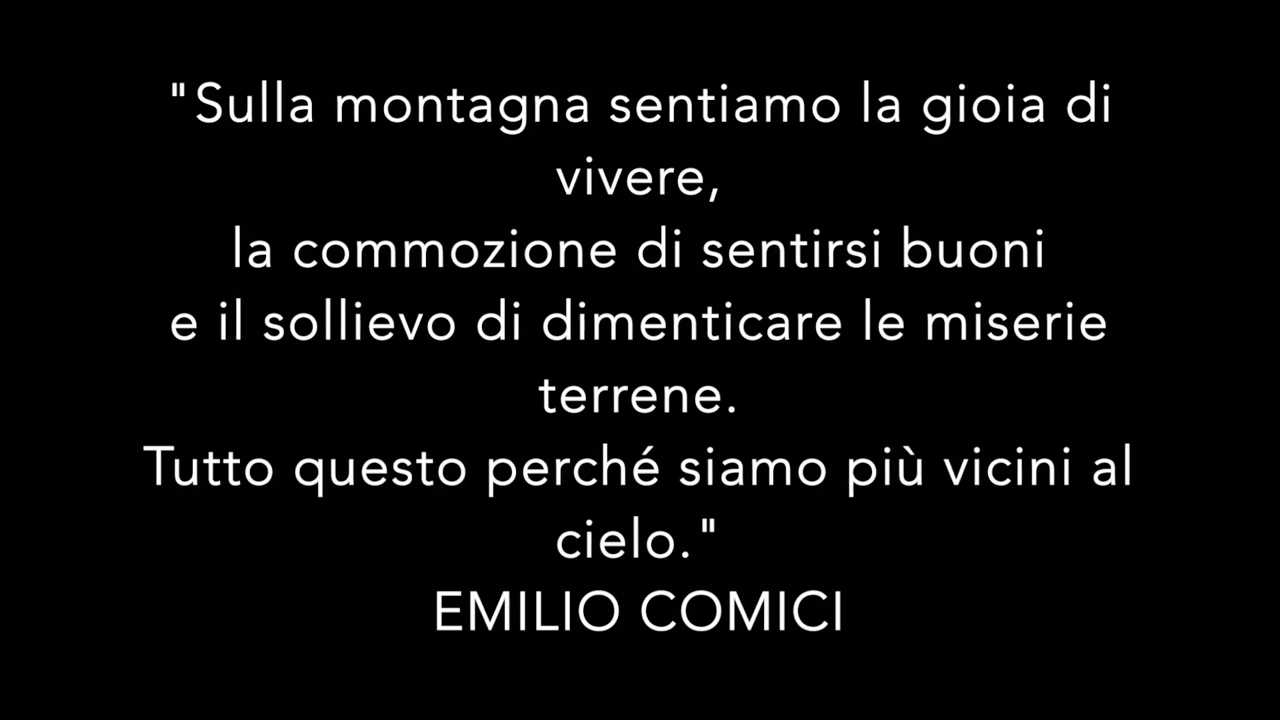 "Sulla montagna sentiamo la gioia di
vivere,
la commozione di sentirsi buoni
e il sollievo di dimenticare le miserie
terrene.
Tutto questo perché siamo più vicini al
cielo."
EMILIO COMICI